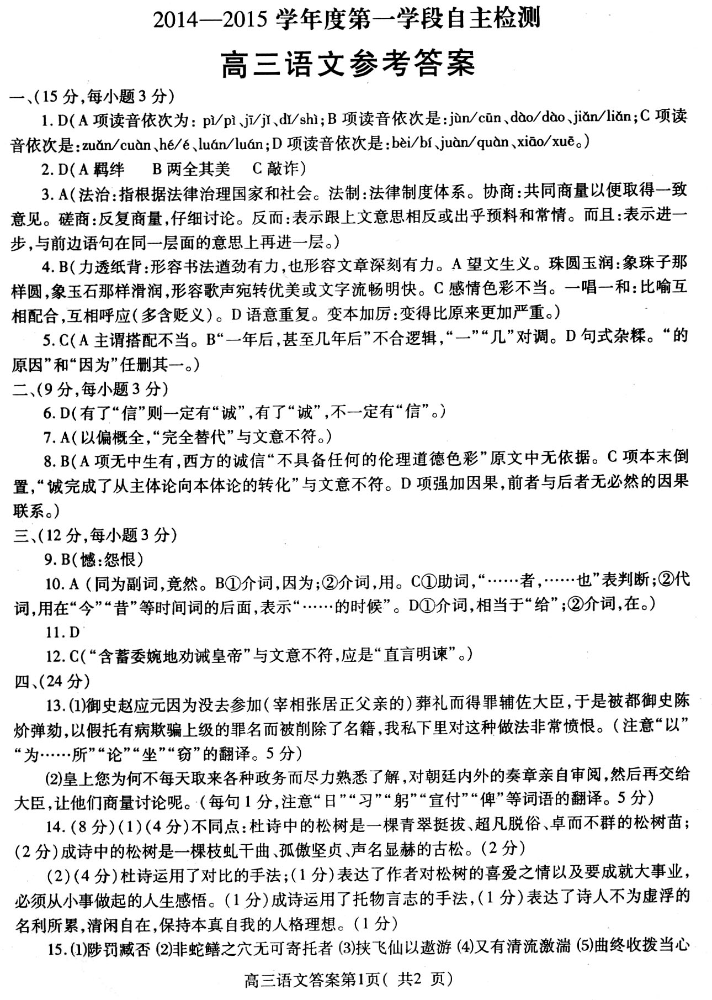 2014—2015 学年度第一学段自主检测
高三语文参考答案
一、(15 分,每小题 3 分)
1. D(A 项读音依次为: pì/pì、jī/jǐ、dǐ/shì;B 项读音依次是:jùn/cūn、dào/dào、jiǎn/liǎn;C 项读
音依次是:zuǎn/cuàn、hé/é、luán/luán;D 项读音依次是:bèi/bí、juàn/quàn、xiāo/xuē。)
2. D(A 羁绊 B 两全其美 C 敲诈)
3. A(法治:指根据法律治理国家和社会。法制:法律制度体系。协商:共同商量以便取得一致
意见。磋商:反复商量,仔细讨论。反而:表示跟上文意思相反或出乎预料和常情。而且:表示进一
步,与前边语句在同一层面的意思上再进一层。)
4. B(力透纸背:形容书法遒劲有力,也形容文章深刻有力。A 望文生义。珠圆玉润:象珠子那
样圆,象玉石那样滑润,形容歌声宛转优美或文字流畅明快。C 感情色彩不当。一唱一和:比喻互
相配合,互相呼应(多含贬义)。D 语意重复。变本加厉:变得比原来更加严重。)
5. C(A 主谓搭配不当。B“一年后,甚至几年后”不合逻辑,“一”“几”对调。D 句式杂糅。“的
原因”和“因为”任删其一。)
二、(9 分,每小题 3 分)
6. D(有了“信”则一定有“诚”,有了“诚”,不一定有“信”。)
7. A(以偏概全,“完全替代”与文意不符。)
8. B(A 项无中生有,西方的诚信“不具备任何的伦理道德色彩”原文中无依据。C 项本末倒
置,“诚完成了从主体论向本体论的转化”与文意不符。D 项强加因果,前者与后者无必然的因果
联系。)
三、(12 分,每小题 3 分)
9. B(憾:怨恨)
10. A (同为副词,竟然。B①介词,因为;②介词,用。C①助词,“……者,……也”表判断;②代
词,用在“今”“昔”等时间词的后面,表示“……的时候”。D①介词,相当于“给”;②介词,在。)
11. D
12. C(“含蓄委婉地劝诫皇帝”与文意不符,应是“直言明谏”。)
四、(24 分)
13. (1)御史赵应元因为没去参加(宰相张居正父亲的)葬礼而得罪辅佐大臣,于是被都御史陈
炌弹劾,以假托有病欺骗上级的罪名而被削除了名籍,我私下里对这种做法非常愤恨。(注意“以”
“为……所”“论”“坐”“窃”的翻译。5 分)
(2)皇上您为何不每天取来各种政务而尽力熟悉了解,对朝廷内外的奏章亲自审阅,然后再交给
大臣,让他们商量讨论呢。(每句 1 分,注意“日”“习”“躬”“宣付”“俾”等词语的翻译。5 分)
14. (8 分)(1)(4 分)不同点:杜诗中的松树是一棵青翠挺拔、超凡脱俗、卓而不群的松树苗;
(2 分)成诗中的松树是一棵枝虬干曲、孤傲坚贞、声名显赫的古松。(2 分)
(2)(4 分)杜诗运用了对比的手法;(1 分)表达了作者对松树的喜爱之情以及要成就大事业,
必须从小事做起的人生感悟。(1 分)成诗运用了托物言志的手法,(1 分)表达了诗人不为虚浮的
名利所累,清闲自在,保持本真自我的人格理想。(1 分)
15. (1)陟罚臧否 (2)非蛇鳝之穴无可寄托者 (3)挟飞仙以遨游 (4)又有清流激湍 (5)曲终收拨当心
高三语文答案第1页( 共2 页)